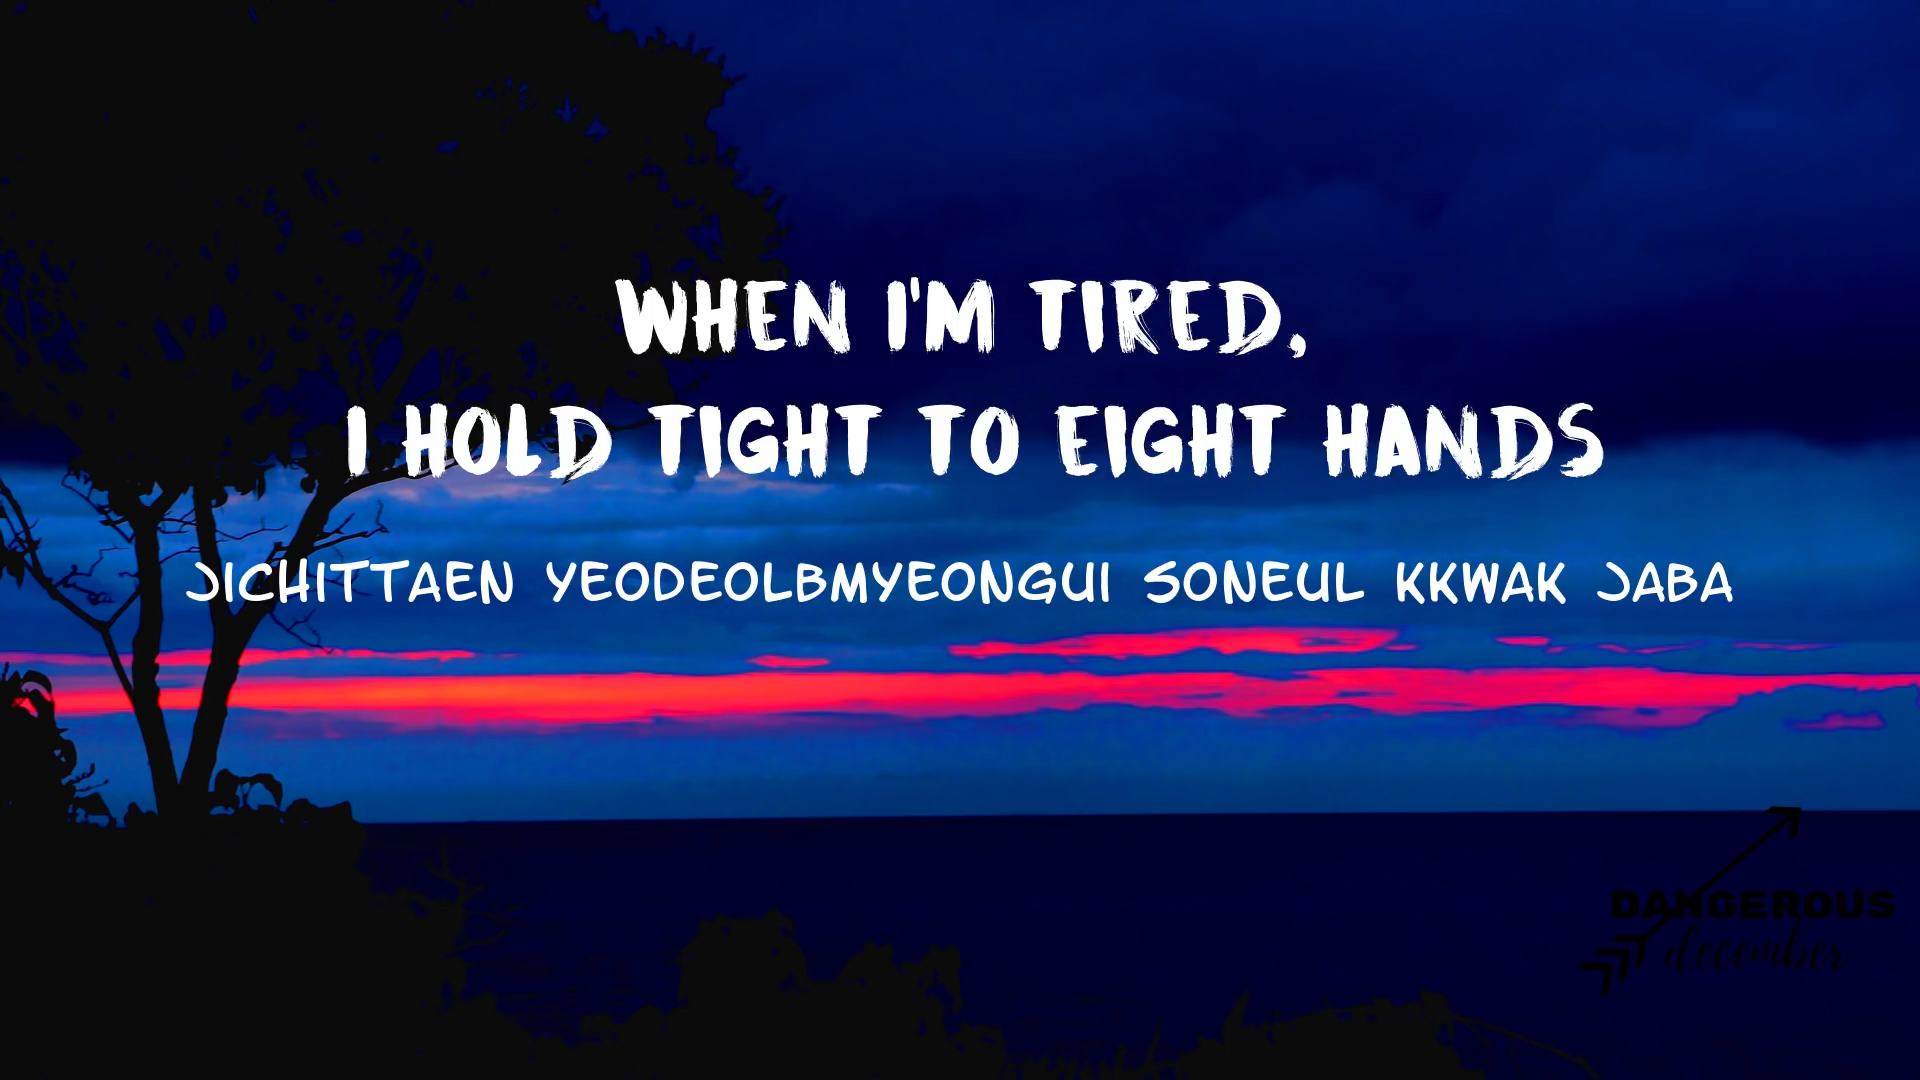 WHEN I'M TIRED,
I HOLD TIGHT TO EIGHT HANDS
JICHITTAEN YEODEOLBMYEONGUI SONEUL KKWAK JABA
DANGEROUS
december